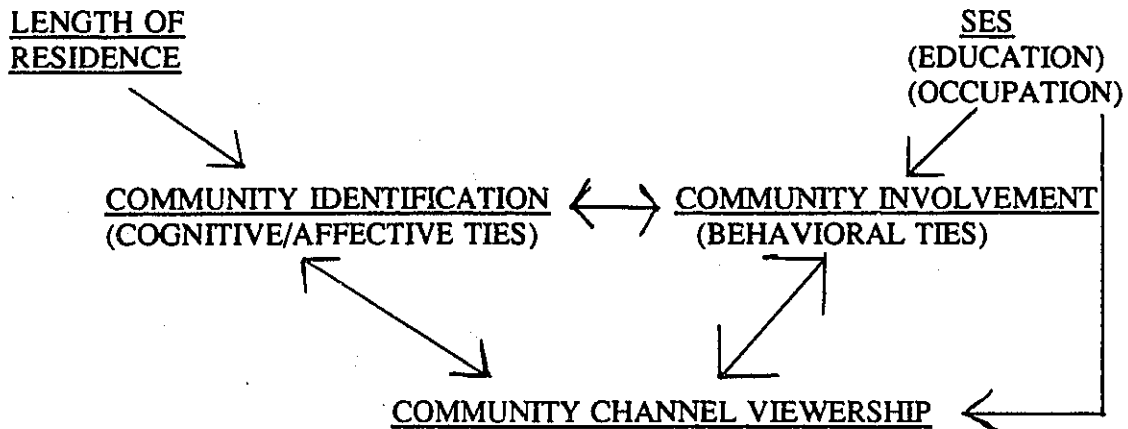 LENGTH OF
RESIDENCE
SES
(EDUCATION)
(OCCUPATION)
COMMUNITY IDENTIFICATION
(COGNITIVE/AFFECTIVE TIES)
COMMUNITY INVOLVEMENT
(BEHAVIORAL TIES)
COMMUNITY CHANNEL VIEWERSHIP